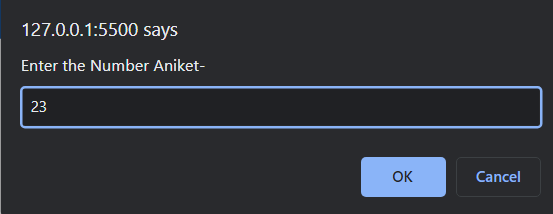 127.0.0.1:5500 says
Enter the Number Aniket-
23
OK Cancel